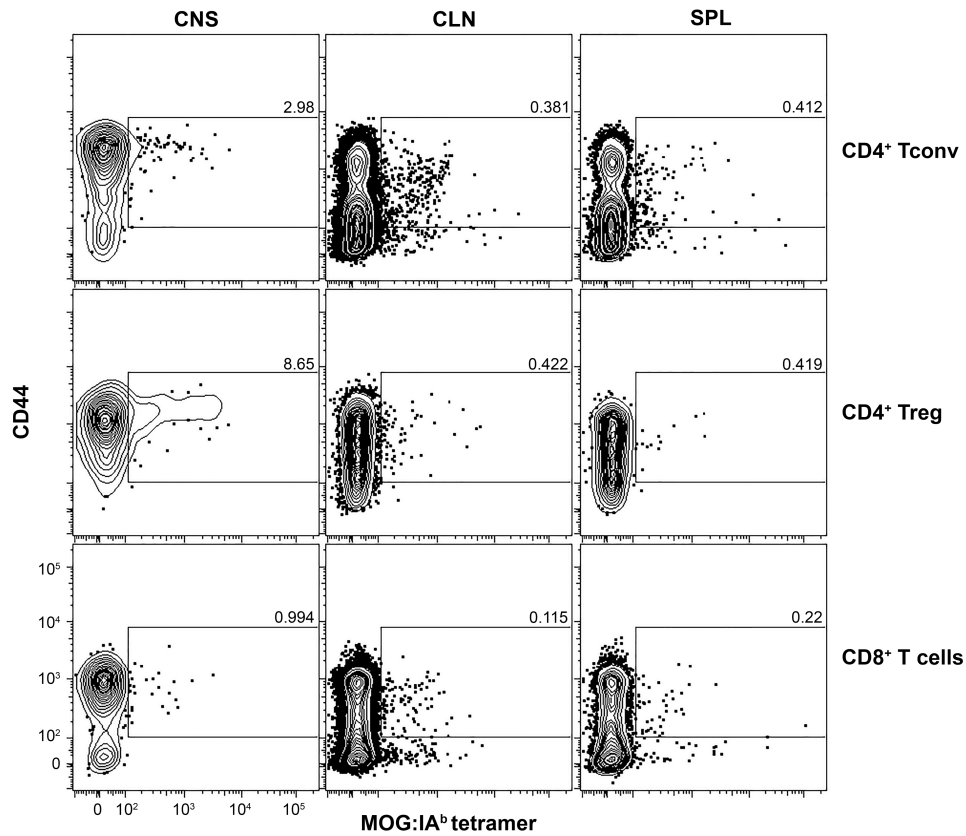 CNS CLN SPL
2.98 0.381 0.412
CD4⁺ Tconv
8.65 0.422 0.419
CD4⁺ Treg
CD44
0.994 0.115 0.22
CD8⁺ T cells
10⁵
10⁴
10³
10²
0
0 10² 10³ 10⁴ 10⁵
MOG:IAᵇ tetramer